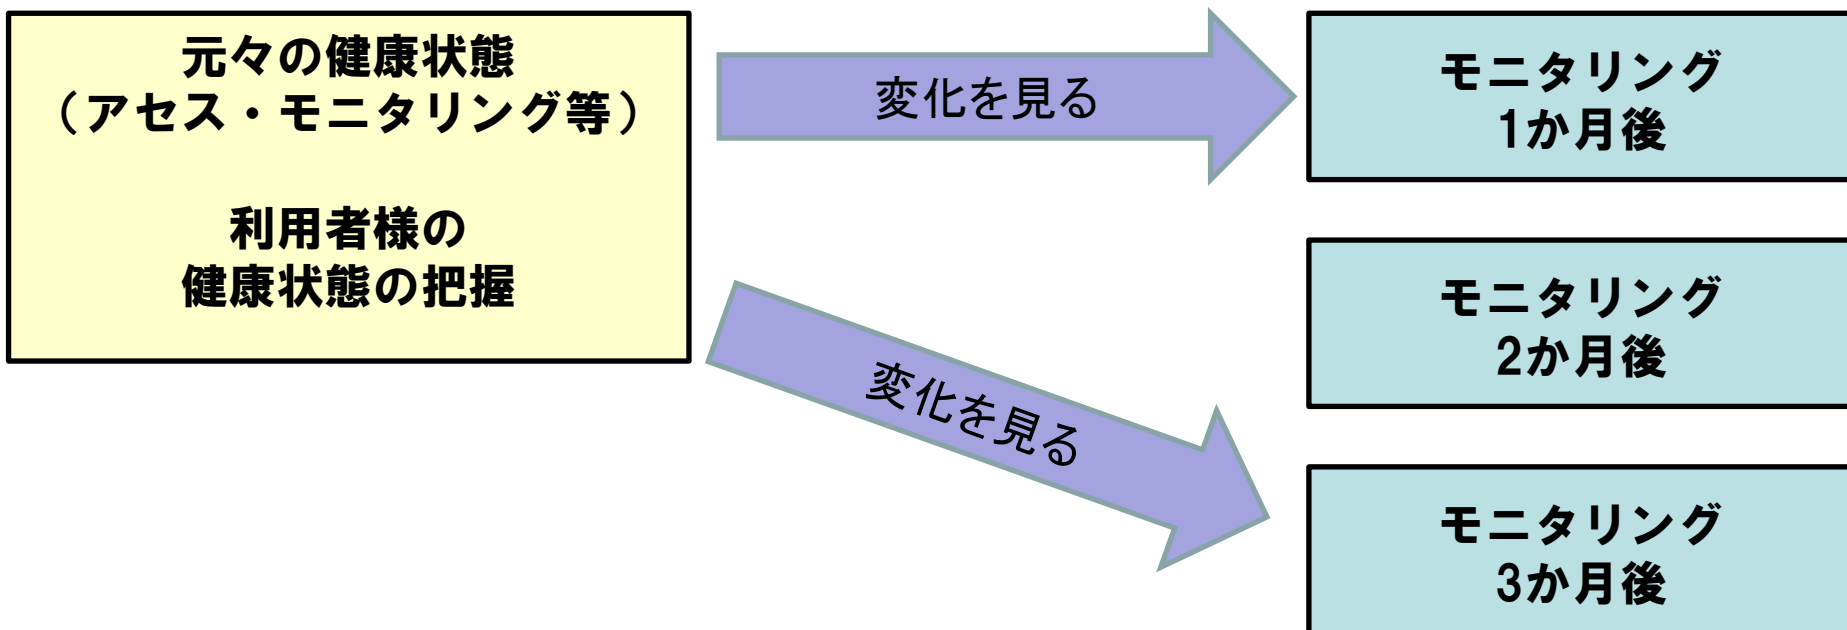 元々の健康状態
（アセス・モニタリング等）
利用者様の
健康状態の把握
変化を見る
変化を見る
モニタリング
1か月後
モニタリング
2か月後
モニタリング
3か月後